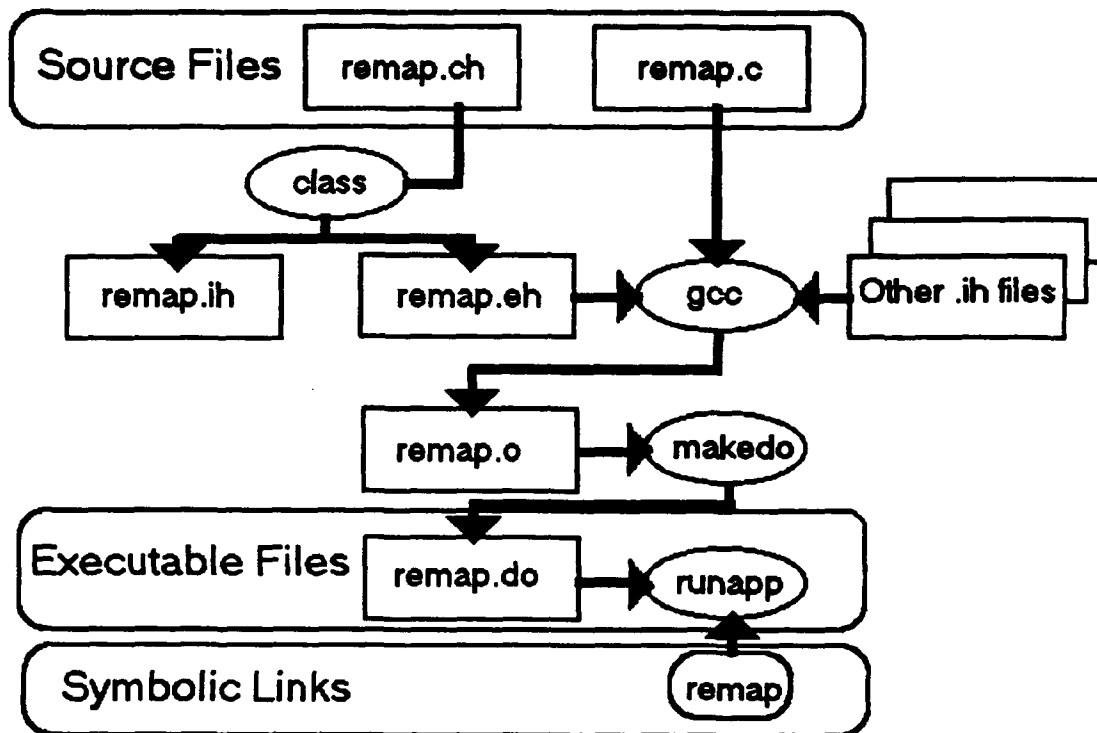 Source Files
remap.ch
remap.c
class
remap.ih
remap.eh
gcc
Other .ih files
remap.o
makedo
Executable Files
remap.do
runapp
Symbolic Links
remap